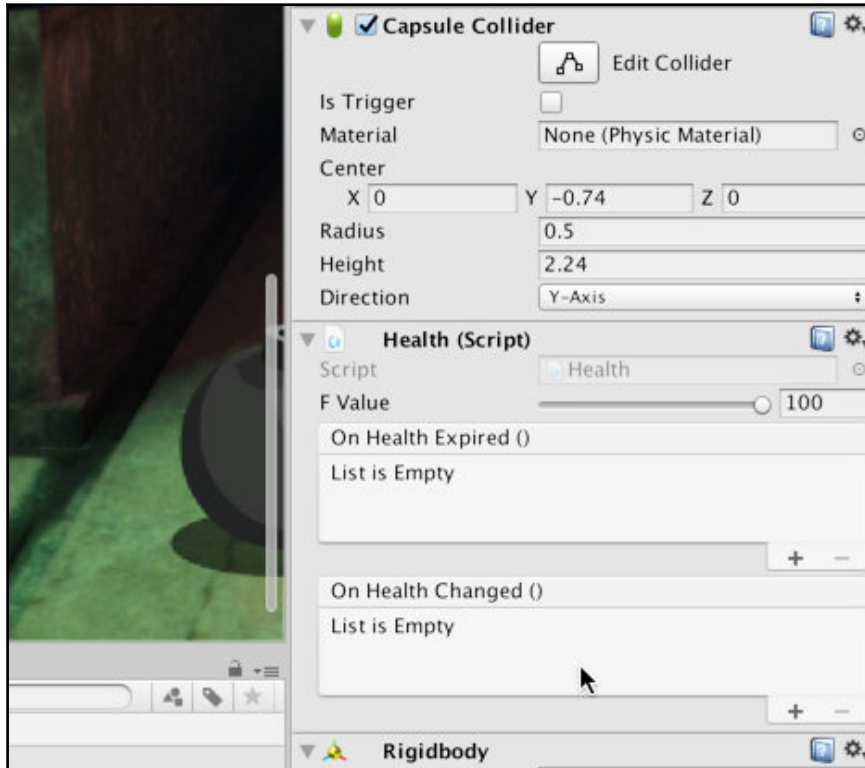 Capsule Collider
Edit Collider
Is Trigger
Material None (Physic Material)
Center
X 0 Y -0.74 Z 0
Radius 0.5
Height 2.24
Direction Y-Axis
Health (Script)
Script Health
F Value 100
On Health Expired ()
List is Empty
+ −
On Health Changed ()
List is Empty
+ −
Rigidbody